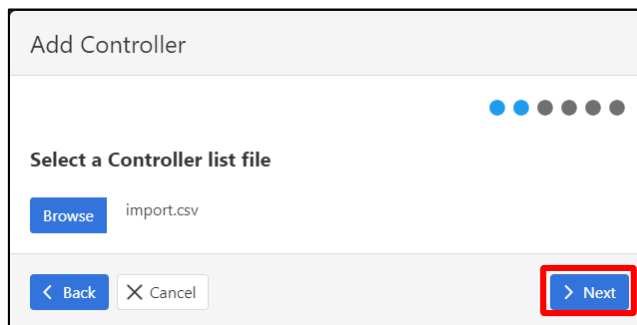 Add Controller
Select a Controller list file
Browse import.csv
Back Cancel Next